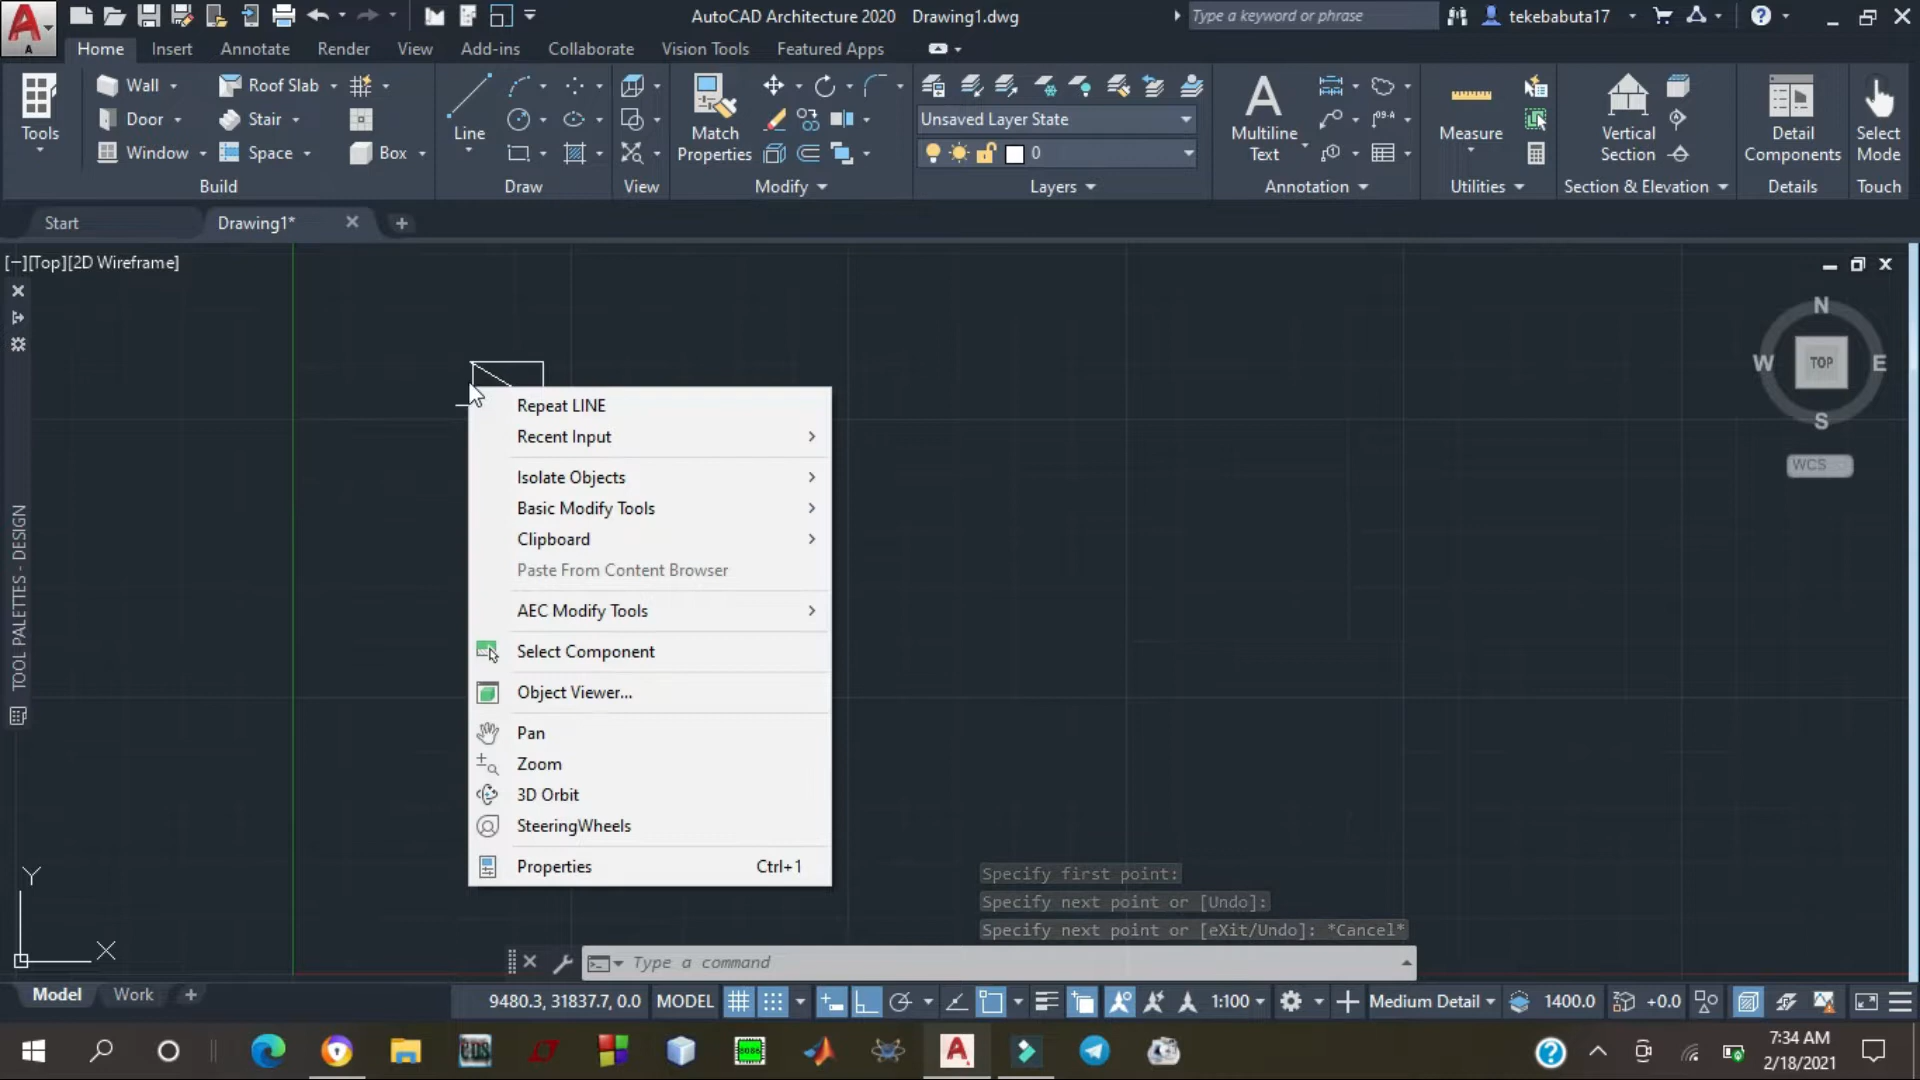 AutoCAD Architecture 2020 Drawing1.dwg
Type a keyword or phrase
tekebabuta17
A
Home Insert Annotate Render View Add-ins Collaborate Vision Tools Featured Apps
Tools
Wall
Door
Window
Roof Slab
Stair
Space
Box
Build
Line
Draw
View
Match
Properties
Modify
Unsaved Layer State
0
Layers
Multiline
Text
Annotation
Measure
Utilities
Vertical
Section
Section & Elevation
Detail
Components
Details
Select
Mode
Touch
Start
Drawing1*
[−][Top][2D Wireframe]
N
W
TOP
E
S
WCS
TOOL PALETTES - DESIGN
Repeat LINE
Recent Input
Isolate Objects
Basic Modify Tools
Clipboard
Paste From Content Browser
AEC Modify Tools
Select Component
Object Viewer...
Pan
Zoom
3D Orbit
SteeringWheels
Properties Ctrl+1
Y
X
Specify first point:
Specify next point or [Undo]:
Specify next point or [eXit/Undo]: *Cancel*
Type a command
Model Work
9480.3, 31837.7, 0.0 MODEL
1:100
Medium Detail
1400.0
+0.0
7:34 AM
2/18/2021